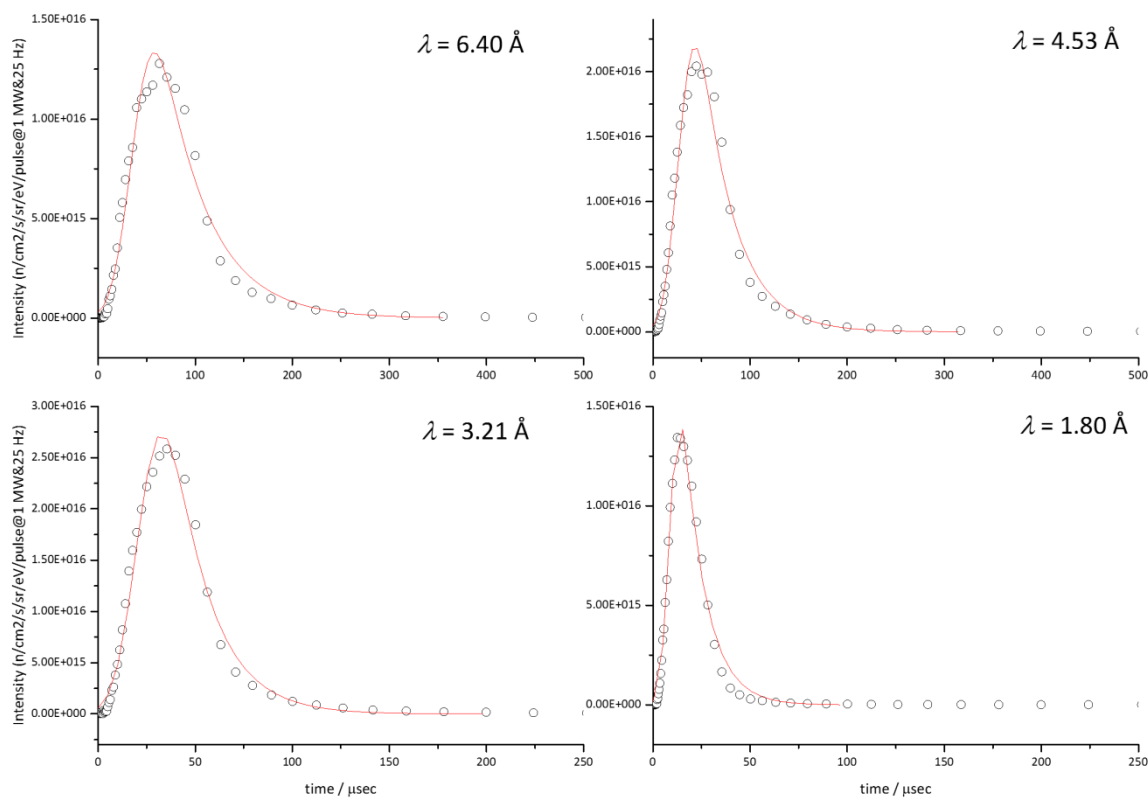 1.50E+016
1.00E+016
5.00E+015
0.00E+000
Intensity (n/cm2/s/sr/eV/pulse@1 MW&25 Hz)
λ = 6.40 Å
0 100 200 300 400 500
2.00E+016
1.50E+016
1.00E+016
5.00E+015
0.00E+000
λ = 4.53 Å
0 100 200 300 400 500
3.00E+016
2.50E+016
2.00E+016
1.50E+016
1.00E+016
5.00E+015
0.00E+000
Intensity (n/cm2/s/sr/eV/pulse@1 MW&25 Hz)
λ = 3.21 Å
0 50 100 150 200 250
time / μsec
1.50E+016
1.00E+016
5.00E+015
0.00E+000
λ = 1.80 Å
0 50 100 150 200 250
time / μsec